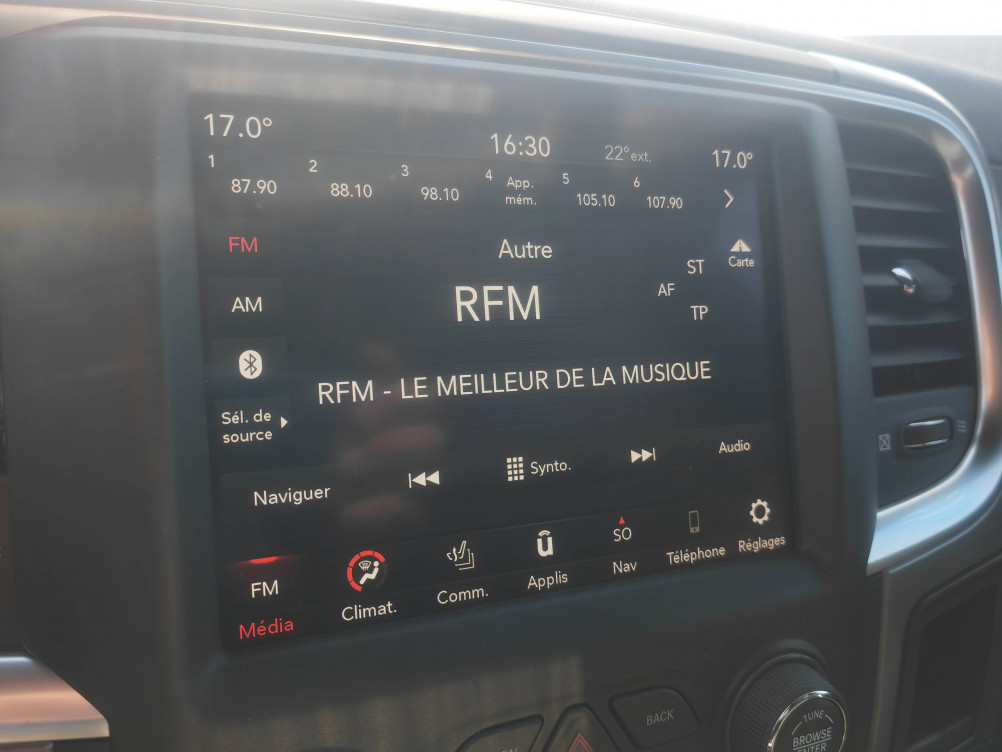 17.0° 16:30 22°ext. 17.0°
1 2 3 4 5 6
87.90 88.10 98.10 App. mém. 105.10 107.90
FM
Autre
Carte
AM
RFM
ST
AF
TP
RFM - LE MEILLEUR DE LA MUSIQUE
Sél. de
source
Naviguer
Synto.
Audio
FM
SO
Média
Climat.
Comm.
Applis
Nav
Téléphone
Réglages
BACK
TUNE
BROWSE
ENTER